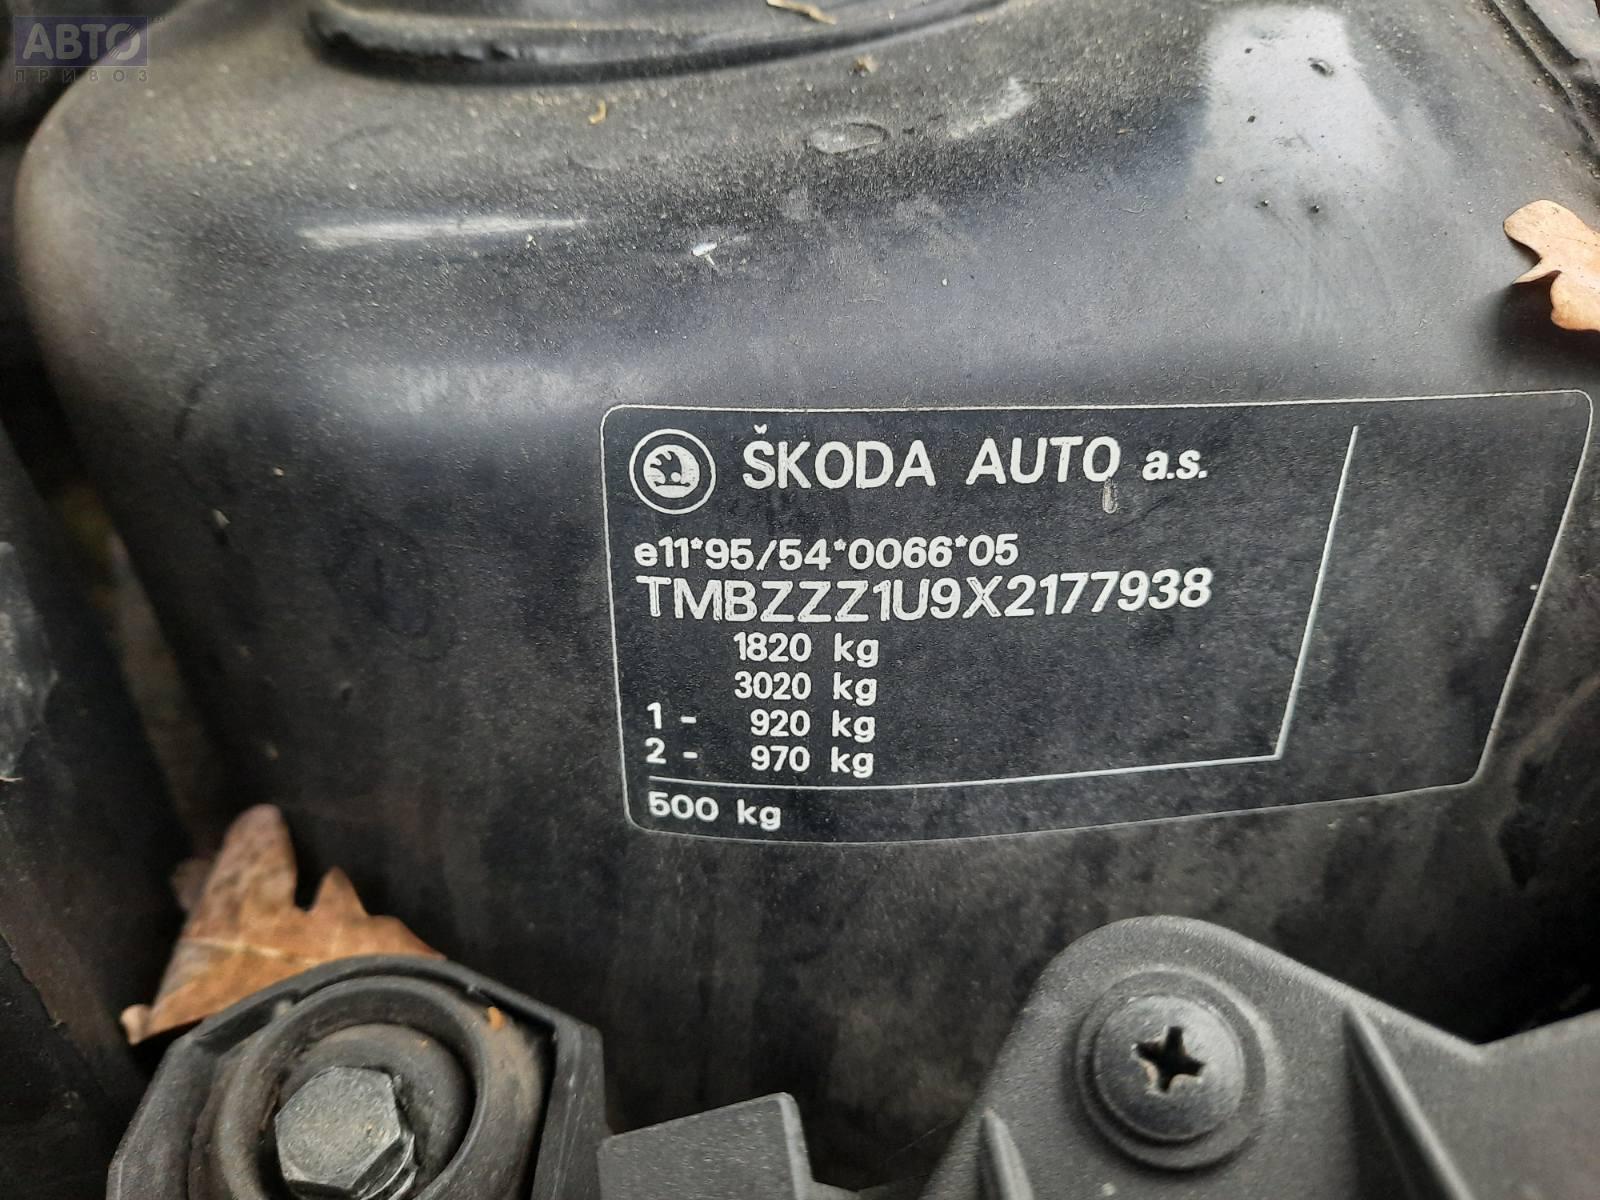 АВТО
ПРИВОЗ
ŠKODA AUTO a.s.
e11*95/54*0066*05
TMBZZZ1U9X2177938
1820 kg
3020 kg
1 - 920 kg
2 - 970 kg
500 kg